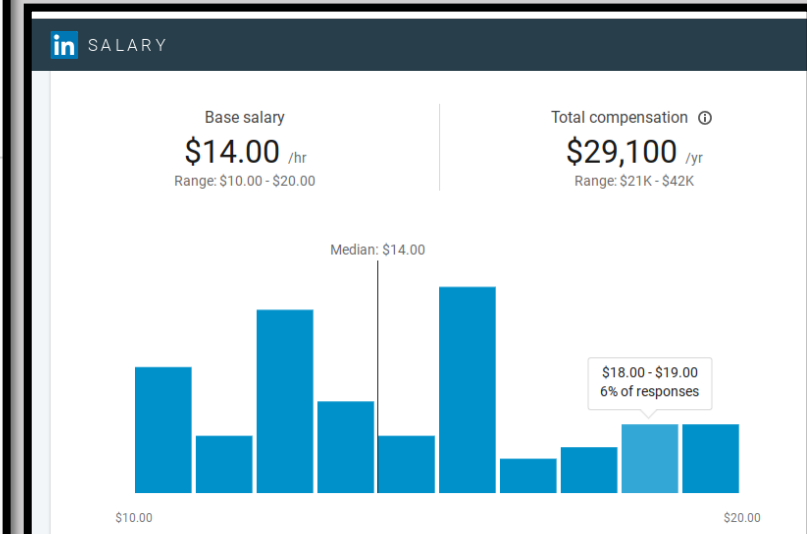 in SALARY
Base salary
$14.00 /hr
Range: $10.00 - $20.00
Total compensation
$29,100 /yr
Range: $21K - $42K
Median: $14.00
$18.00 - $19.00
6% of responses
$10.00
$20.00